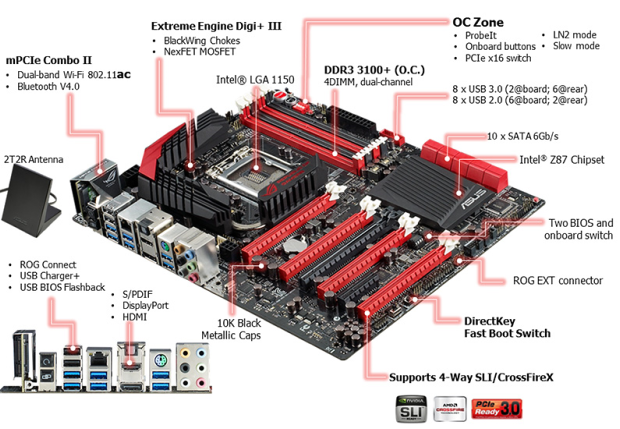 Extreme Engine Digi+ III
• BlackWing Chokes
• NexFET MOSFET
OC Zone
• ProbeIt
• Onboard buttons
• PCIe x16 switch
• LN2 mode
• Slow mode
mPCIe Combo II
• Dual-band Wi-Fi 802.11ac
• Bluetooth V4.0
Intel® LGA 1150
DDR3 3100+ (O.C.)
4DIMM, dual-channel
8 x USB 3.0 (2@board; 6@rear)
8 x USB 2.0 (6@board; 2@rear)
10 x SATA 6Gb/s
Intel® Z87 Chipset
2T2R Antenna
ASUS
Two BIOS and
onboard switch
ROG EXT connector
• ROG Connect
• USB Charger+
• USB BIOS Flashback
• S/PDIF
• DisplayPort
• HDMI
10K Black
Metallic Caps
DirectKey
Fast Boot Switch
Supports 4-Way SLI/CrossFireX
NVIDIA
SLI
AMD
CROSSFIRE
PCIe
Ready 3.0